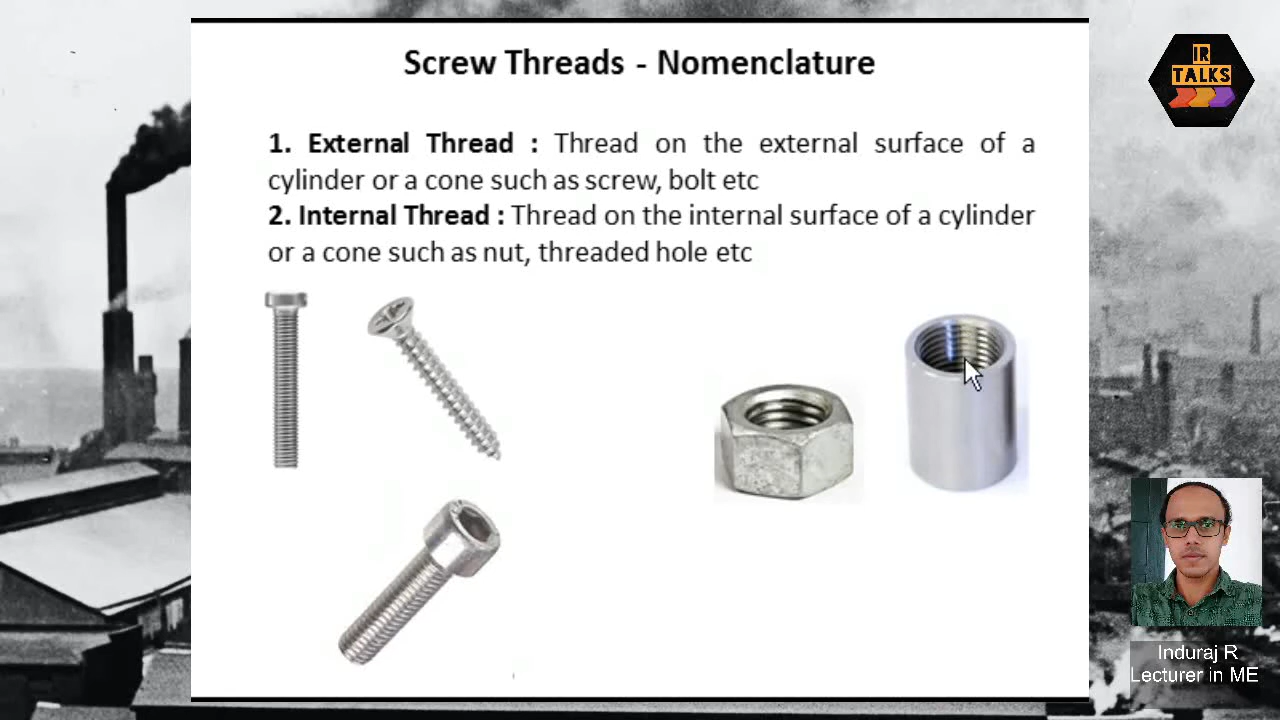 Screw Threads - Nomenclature
IR
TALKS
1. External Thread : Thread on the external surface of a
cylinder or a cone such as screw, bolt etc
2. Internal Thread : Thread on the internal surface of a cylinder
or a cone such as nut, threaded hole etc
Induraj R
Lecturer in ME